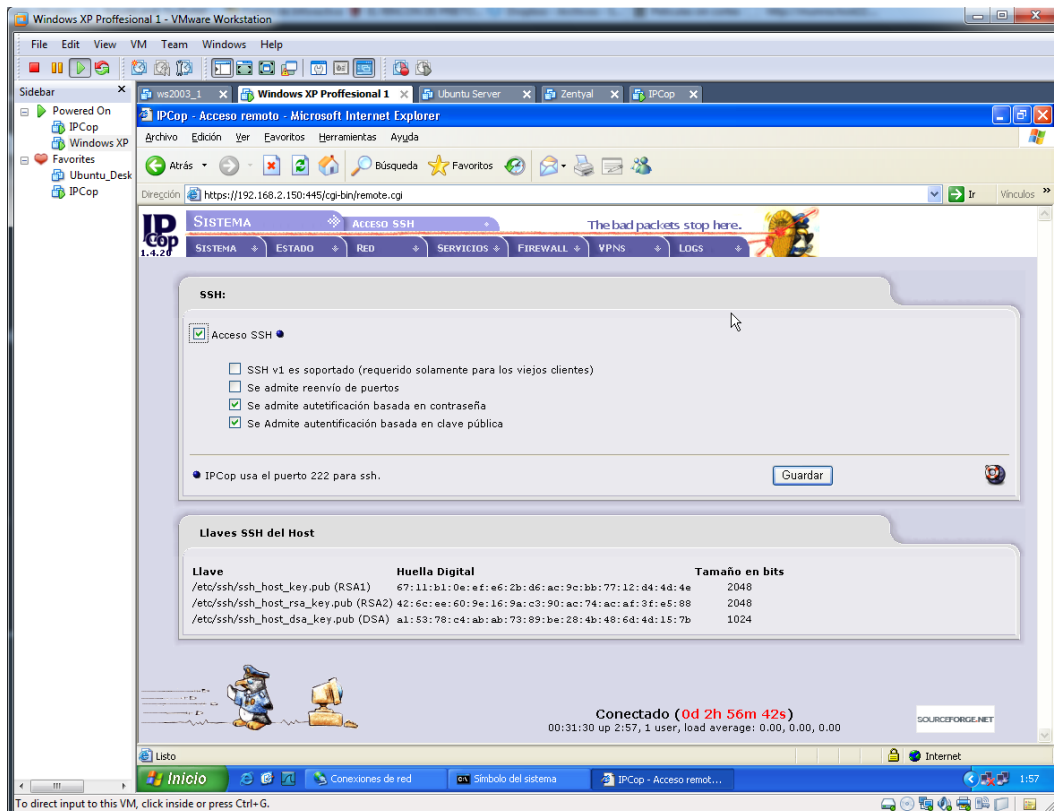 Windows XP Proffesional 1 - VMware Workstation
File Edit View VM Team Windows Help
Sidebar
Powered On
IPCop
Windows XP
Favorites
Ubuntu_Desk
IPCop
ws2003_1
Windows XP Proffesional 1
Ubuntu Server
Zentyal
IPCop
IPCop - Acceso remoto - Microsoft Internet Explorer
Archivo Edición Ver Favoritos Herramientas Ayuda
Atrás Búsqueda Favoritos
Dirección https://192.168.2.150:445/cgi-bin/remote.cgi Ir Vínculos
IP Cop
1.4.20
SISTEMA ACCESO SSH The bad packets stop here.
SISTEMA ESTADO RED SERVICIOS FIREWALL VPNS LOGS
SSH:
Acceso SSH
SSH v1 es soportado (requerido solamente para los viejos clientes)
Se admite reenvío de puertos
Se admite autetificación basada en contraseña
Se Admite autentificación basada en clave pública
IPCop usa el puerto 222 para ssh.
Guardar
Llaves SSH del Host
Llave Huella Digital Tamaño en bits
/etc/ssh/ssh_host_key.pub (RSA1) 67:11:b1:0e:ef:e6:2b:d6:ac:9c:bb:77:12:d4:4d:4e 2048
/etc/ssh/ssh_host_rsa_key.pub (RSA2) 42:6c:ee:60:9e:16:9a:c3:90:ac:74:ac:af:3f:e5:88 2048
/etc/ssh/ssh_host_dsa_key.pub (DSA) a1:53:78:c4:ab:ab:73:89:be:28:4b:48:6d:4d:15:7b 1024
Conectado (0d 2h 56m 42s)
00:31:30 up 2:57, 1 user, load average: 0.00, 0.00, 0.00
SOURCEFORGE.NET
Listo
Internet
Inicio
Conexiones de red
Símbolo del sistema
IPCop - Acceso remot...
1:57
To direct input to this VM, click inside or press Ctrl+G.